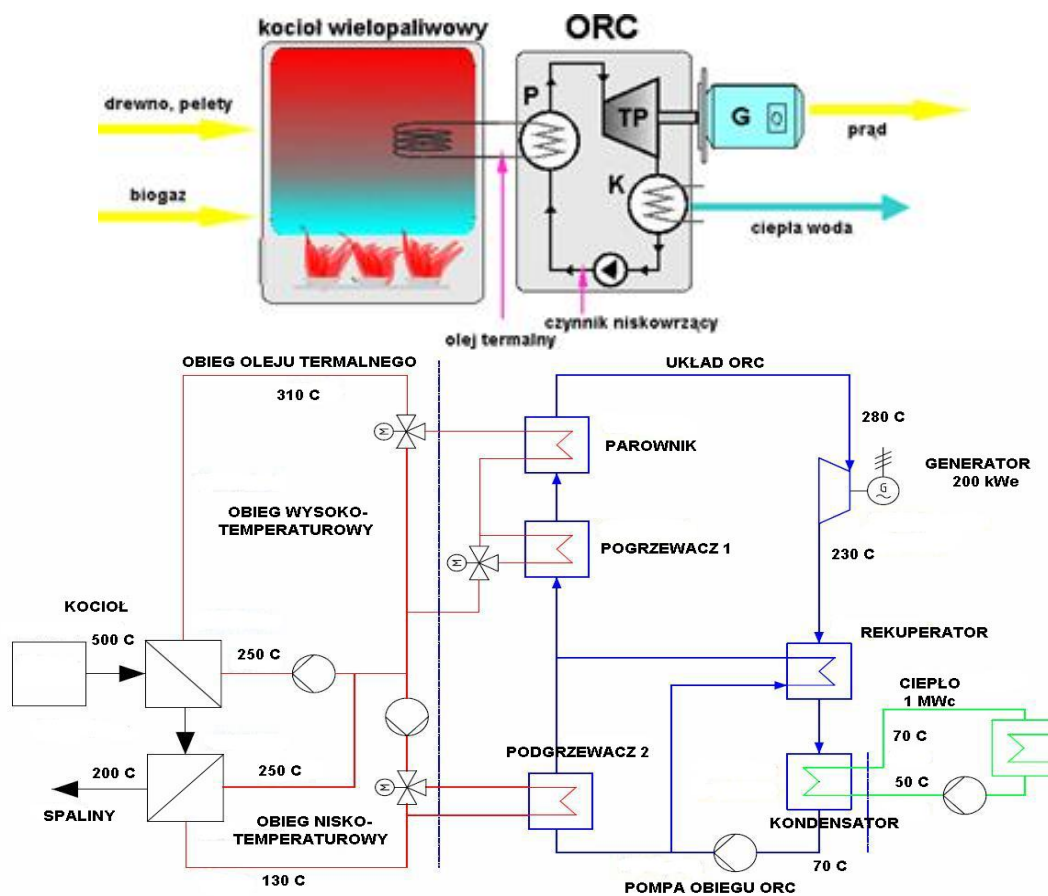 kocioł wielopaliwowy
ORC
drewno, pelety
biogaz
P
TP
G
K
prąd
ciepła woda
czynnik niskowrzący
olej termalny
OBIEG OLEJU TERMALNEGO
310 C
UKŁAD ORC
M
PAROWNIK
280 C
GENERATOR
200 kWe
G
OBIEG WYSOKO-
TEMPERATUROWY
M
POGRZEWACZ 1
230 C
KOCIOŁ
500 C
250 C
REKUPERATOR
CIEPŁO
1 MWc
70 C
200 C
250 C
M
PODGRZEWACZ 2
50 C
SPALINY
OBIEG NISKO-
TEMPERATUROWY
KONDENSATOR
130 C
70 C
POMPA OBIEGU ORC